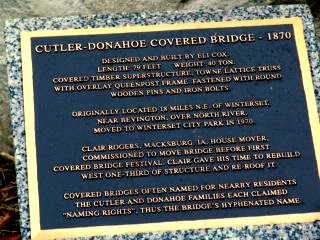 CUTLER-DONAHOE COVERED BRIDGE - 1870
DESIGNED AND BUILT BY ELI COX
LENGTH: 79 FEET WEIGHT: 40 TON
COVERED TIMBER SUPERSTRUCTURE, TOWNE LATTICE TRUSS
WITH OVERLAY QUEENPOST FRAME. FASTENED WITH ROUND
WOODEN PINS AND IRON BOLTS
ORIGINALLY LOCATED 18 MILES N.E. OF WINTERSET,
NEAR BEVINGTON, OVER NORTH RIVER.
MOVED TO WINTERSET CITY PARK IN 1970.
CLAIR ROGERS, MACKSBURG, IA, HOUSE MOVER,
COMMISSIONED TO MOVE BRIDGE BEFORE FIRST
COVERED BRIDGE FESTIVAL. CLAIR GAVE HIS TIME TO REBUILD
WEST ONE-THIRD OF STRUCTURE AND RE-ROOF IT.
COVERED BRIDGES OFTEN NAMED FOR NEARBY RESIDENTS
THE CUTLER AND DONAHOE FAMILIES EACH CLAIMED
"NAMING RIGHTS", THUS THE BRIDGE'S HYPHENATED NAME